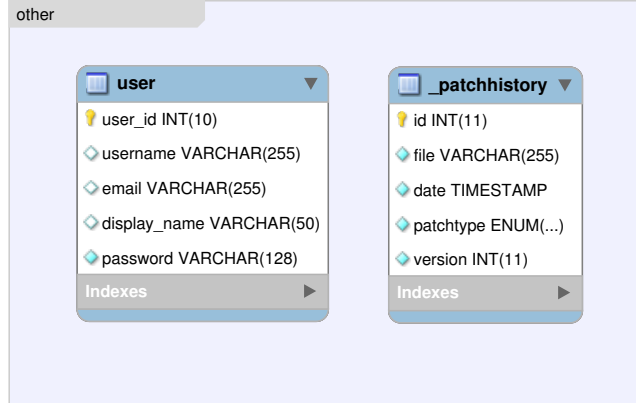 other
user
user_id INT(10)
username VARCHAR(255)
email VARCHAR(255)
display_name VARCHAR(50)
password VARCHAR(128)
Indexes
_patchhistory
id INT(11)
file VARCHAR(255)
date TIMESTAMP
patchtype ENUM(...)
version INT(11)
Indexes